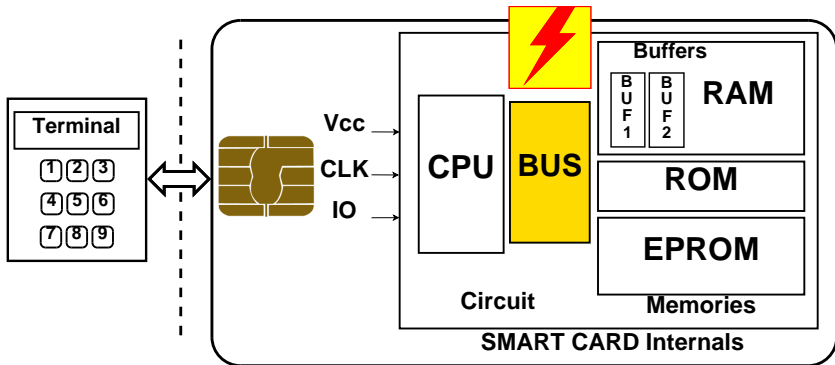 Terminal
1 2 3
4 5 6
7 8 9
Vcc
CLK
IO
CPU
BUS
Buffers
BUF1
BUF2
RAM
ROM
EPROM
Circuit
Memories
SMART CARD Internals